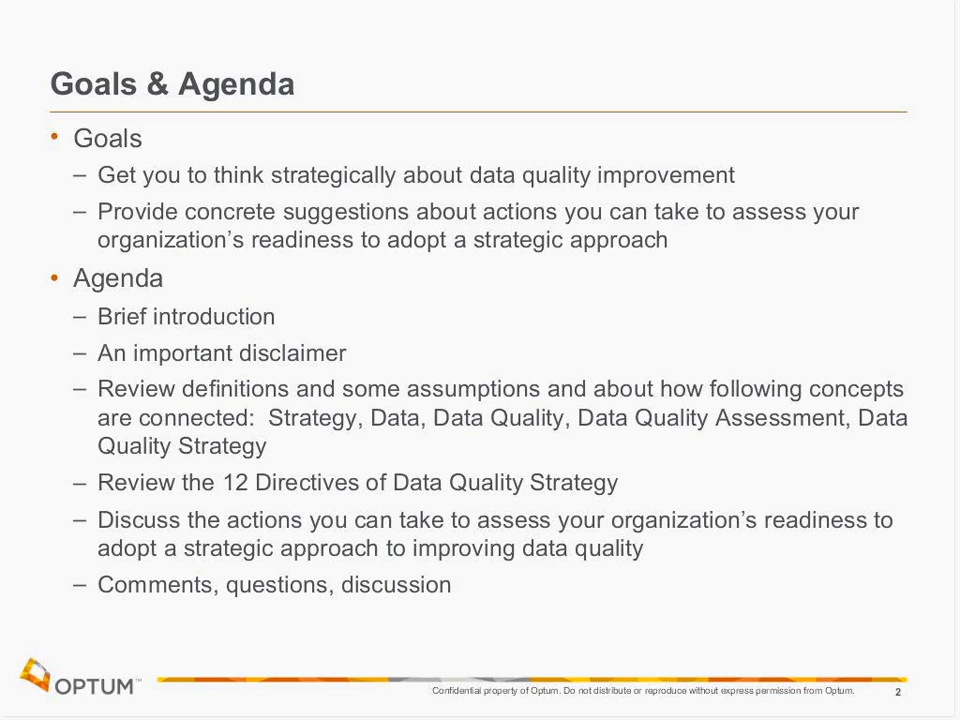 Goals & Agenda
• Goals
– Get you to think strategically about data quality improvement
– Provide concrete suggestions about actions you can take to assess your
organization’s readiness to adopt a strategic approach
• Agenda
– Brief introduction
– An important disclaimer
– Review definitions and some assumptions and about how following concepts
are connected:  Strategy, Data, Data Quality, Data Quality Assessment, Data
Quality Strategy
– Review the 12 Directives of Data Quality Strategy
– Discuss the actions you can take to assess your organization’s readiness to
adopt a strategic approach to improving data quality
– Comments, questions, discussion
OPTUM™
Confidential property of Optum. Do not distribute or reproduce without express permission from Optum.
2